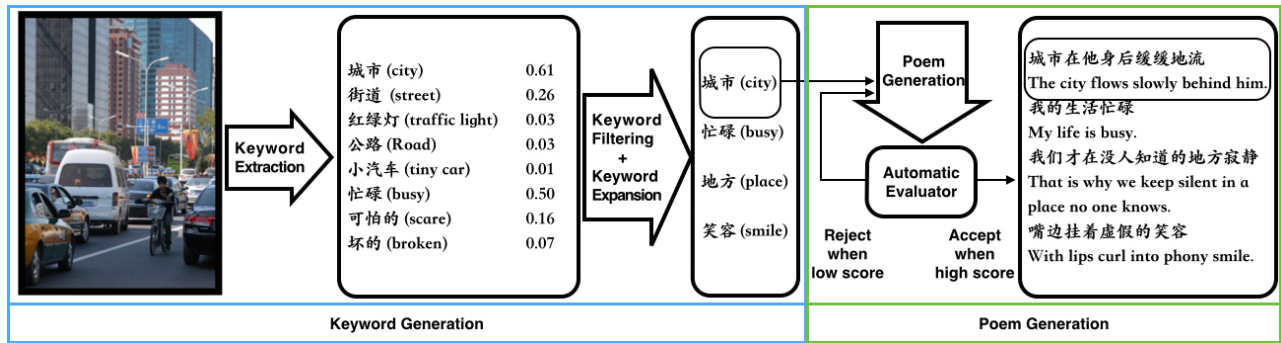 Keyword
Extraction
城市 (city) 0.61
街道 (street) 0.26
红绿灯 (traffic light) 0.03
公路 (Road) 0.03
小汽车 (tiny car) 0.01
忙碌 (busy) 0.50
可怕的 (scare) 0.16
坏的 (broken) 0.07
Keyword
Filtering
+
Keyword
Expansion
城市 (city)
忙碌 (busy)
地方 (place)
笑容 (smile)
Poem
Generation
Automatic
Evaluator
Reject
when
low score
Accept
when
high score
城市在他身后缓缓地流
The city flows slowly behind him.
我的生活忙碌
My life is busy.
我们才在没人知道的地方寂静
That is why we keep silent in a
place no one knows.
嘴边挂着虚假的笑容
With lips curl into phony smile.
Keyword Generation
Poem Generation